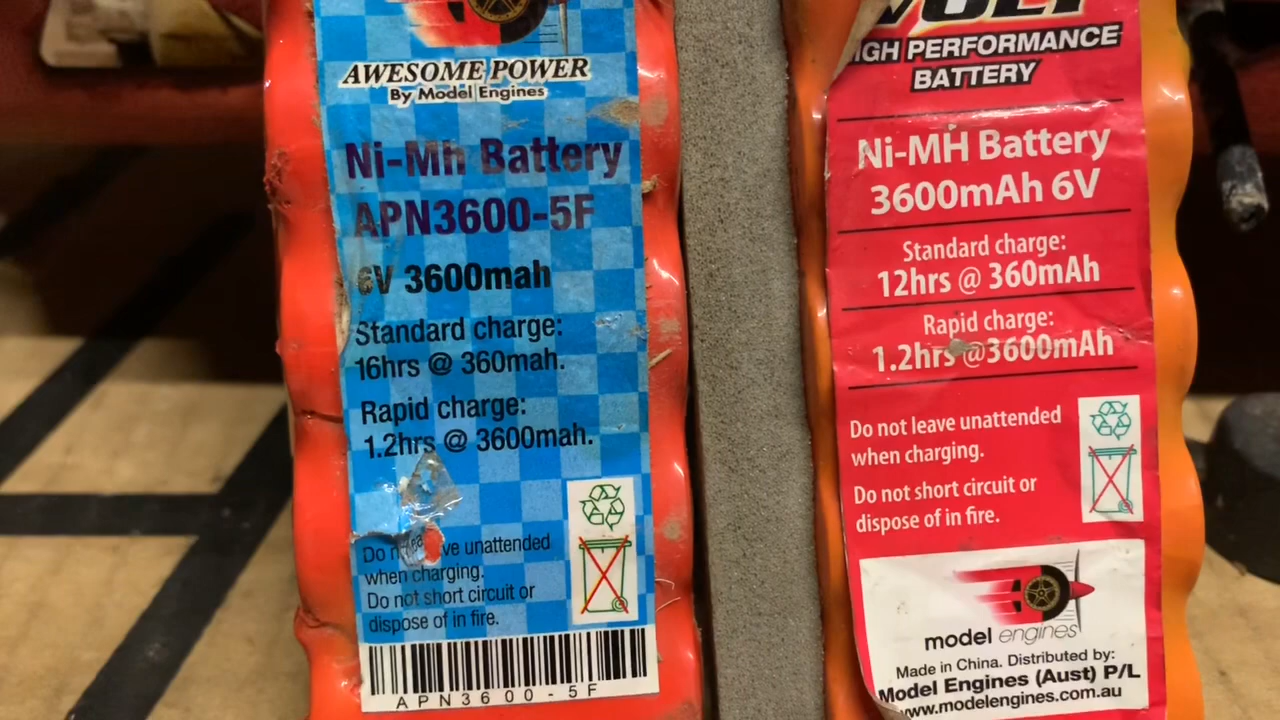 AWESOME POWER
By Model Engines
Ni-Mh Battery
APN3600-5F
6V 3600mah
Standard charge:
16hrs @ 360mah.
Rapid charge:
1.2hrs @ 3600mah.
Do unattended
when charging.
Do not short circuit or
dispose of in fire.
APN3600-5F
VOLT
HIGH PERFORMANCE
BATTERY
Ni-MH Battery
3600mAh 6V
Standard charge:
12hrs @ 360mAh
Rapid charge:
1.2hrs @3600mAh
Do not leave unattended
when charging.
Do not short circuit or
dispose of in fire.
model engines
Made in China. Distributed by:
Model Engines (Aust) P/L
www.modelengines.com.au